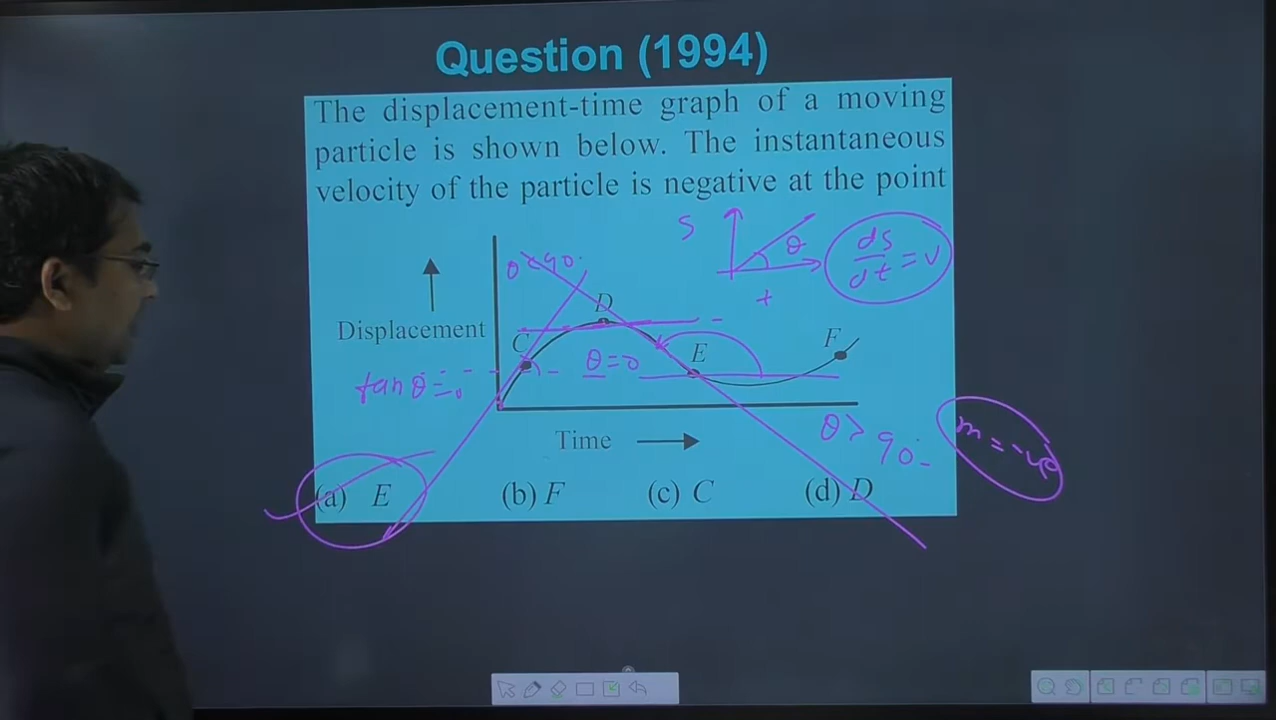 Question (1994)
The displacement-time graph of a moving
particle is shown below. The instantaneous
velocity of the particle is negative at the point
S
θ
ds/dt = v
+
θ < 90
D
-
Displacement
C
E
F
θ = 0
tan θ =
Time
θ > 90
m = -ve
(a) E (b) F (c) C (d) D